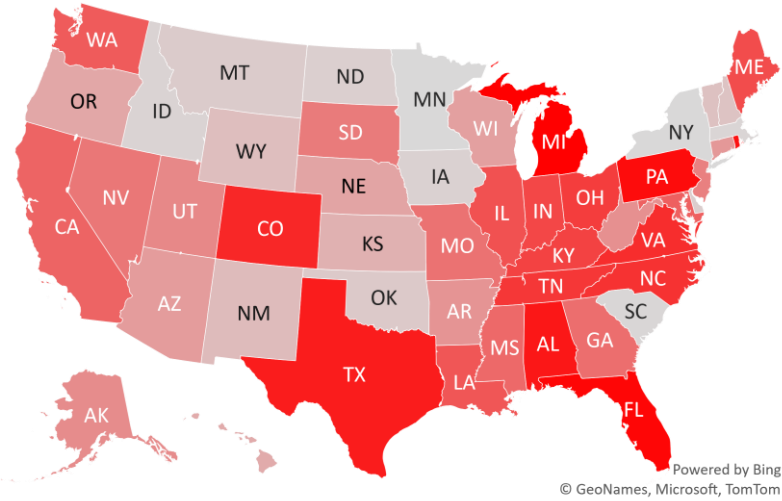 WA
ME
MT
ND
MN
OR
ID
WI
NY
SD
MI
WY
IA
PA
NE
NV
IL
IN
OH
UT
CA
CO
VA
KS
MO
KY
NC
TN
AZ
NM
OK
AR
SC
MS
AL
GA
TX
LA
AK
FL
Powered by Bing
© GeoNames, Microsoft, TomTom